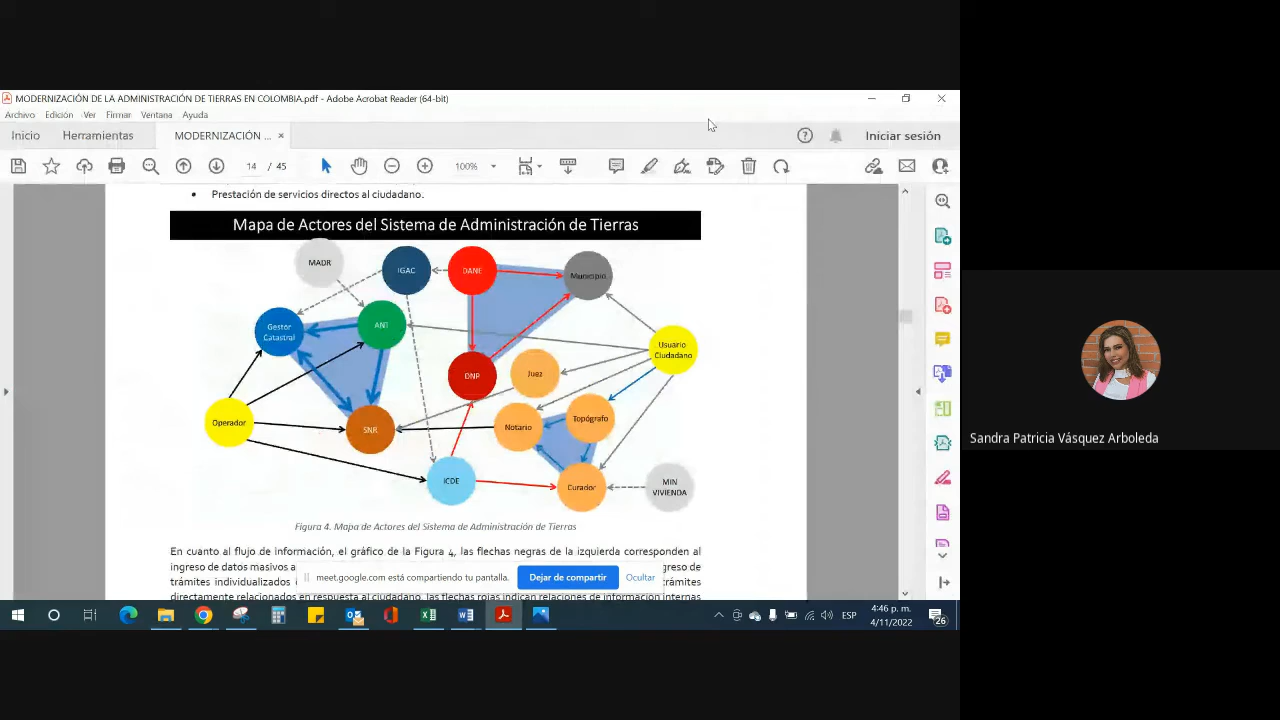 MODERNIZACIÓN DE LA ADMINISTRACIÓN DE TIERRAS EN COLOMBIA.pdf - Adobe Acrobat Reader (64-bit)
Archivo Edición Ver Firmar Ventana Ayuda
Inicio Herramientas MODERNIZACIÓN ... × Iniciar sesión
14 / 45 100%
• Prestación de servicios directos al ciudadano.
Mapa de Actores del Sistema de Administración de Tierras
MADR
IGAC
DANE
Municipio
Gestor
Catastral
ANT
Usuario
Ciudadano
DNP
Juez
Operador
SNR
Notario
Topógrafo
ICDE
Curador
MIN
VIVIENDA
Figura 4. Mapa de Actores del Sistema de Administración de Tierras
En cuanto al flujo de información, el gráfico de la Figura 4, las flechas negras de la izquierda corresponden al
ingreso de datos masivos a
trámites individualizados
directamente relacionados en respuesta al ciudadano, las flechas rojas indican relaciones de información internas
meet.google.com está compartiendo tu pantalla. Dejar de compartir Ocultar
Sandra Patricia Vásquez Arboleda
ESP
4:46 p. m.
4/11/2022
26